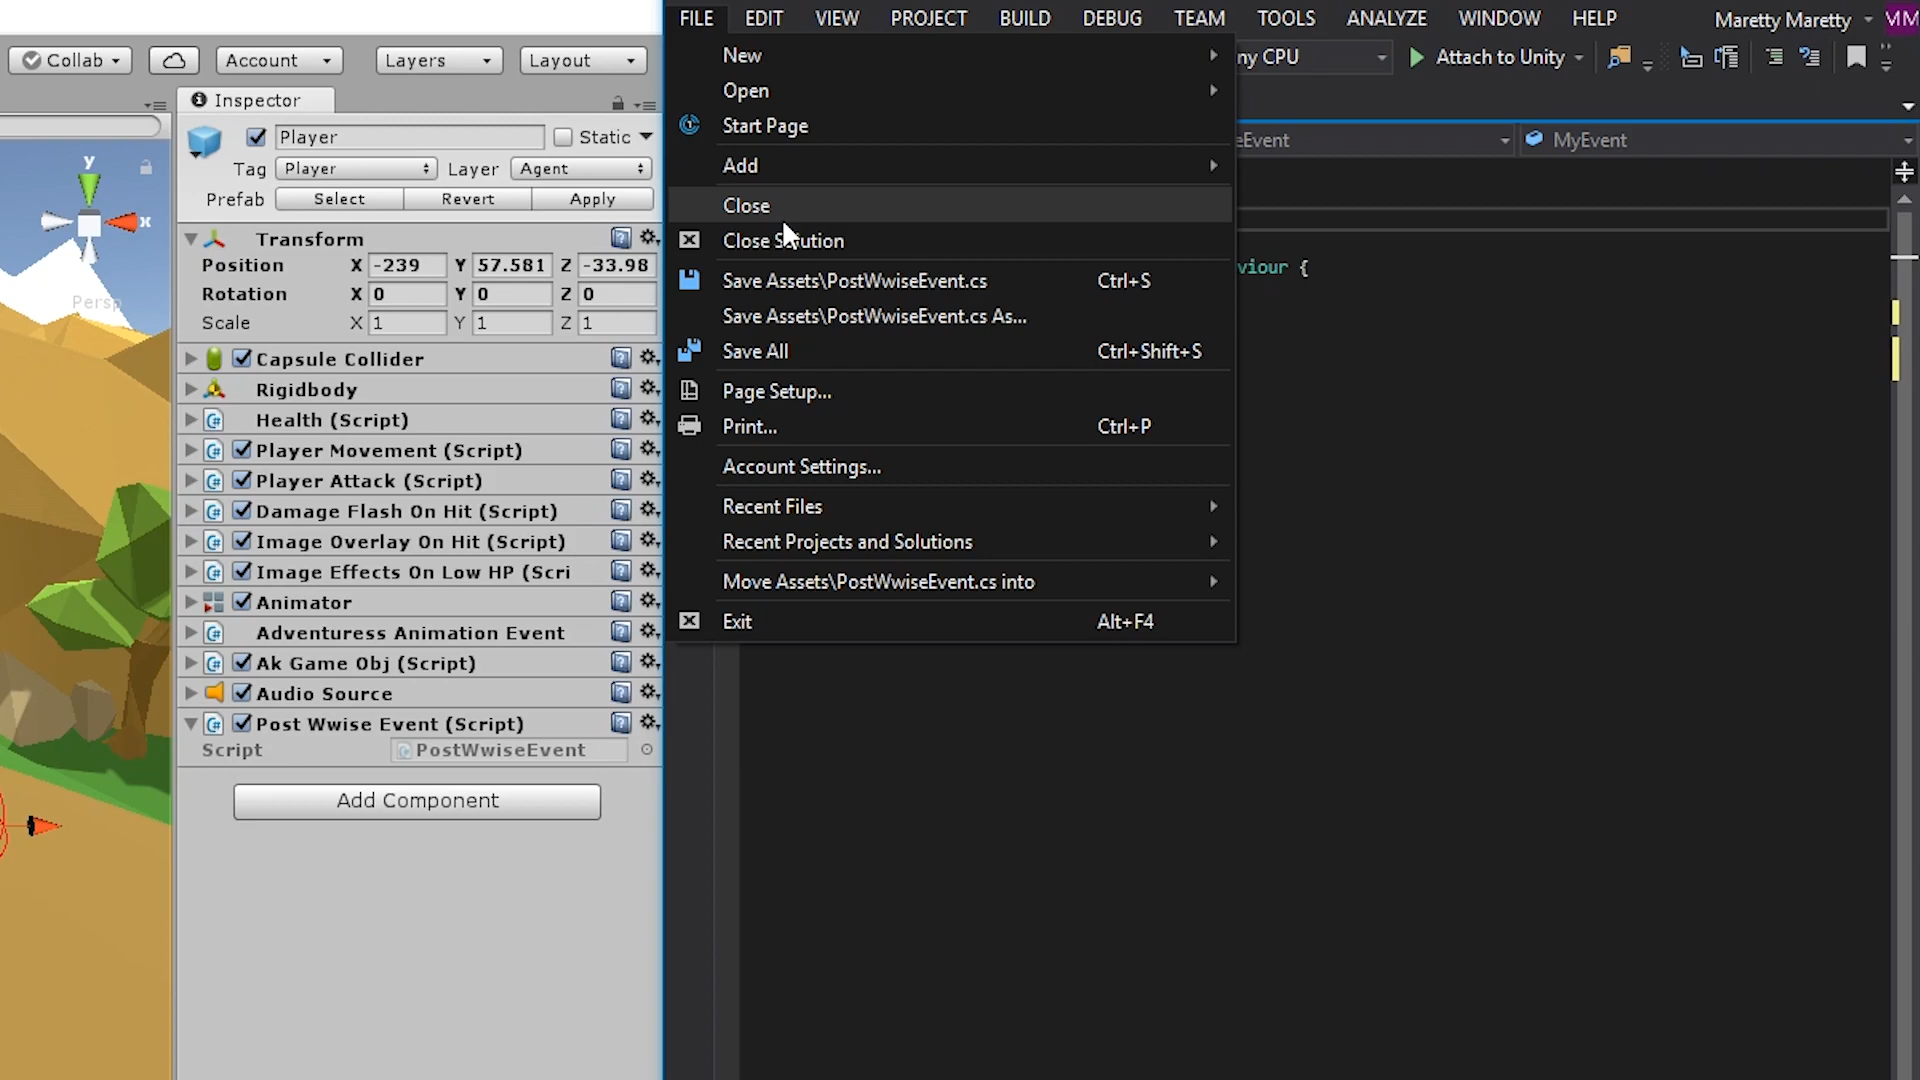 Collab
Account
Layers
Layout
Inspector
Player
Static
Tag Player Layer Agent
Prefab Select Revert Apply
Transform
Position X -239 Y 57.581 Z -33.98
Rotation X 0 Y 0 Z 0
Scale X 1 Y 1 Z 1
Capsule Collider
Rigidbody
Health (Script)
Player Movement (Script)
Player Attack (Script)
Damage Flash On Hit (Script)
Image Overlay On Hit (Script)
Image Effects On Low HP (Scri
Animator
Adventuress Animation Event
Ak Game Obj (Script)
Audio Source
Post Wwise Event (Script)
Script PostWwiseEvent
Add Component
y
x
Persp
FILE EDIT VIEW PROJECT BUILD DEBUG TEAM TOOLS ANALYZE WINDOW HELP Maretty Maretty MM
ny CPU Attach to Unity
eEvent MyEvent
viour {
New
Open
Start Page
Add
Close
Close Solution
Save Assets\PostWwiseEvent.cs Ctrl+S
Save Assets\PostWwiseEvent.cs As...
Save All Ctrl+Shift+S
Page Setup...
Print... Ctrl+P
Account Settings...
Recent Files
Recent Projects and Solutions
Move Assets\PostWwiseEvent.cs into
Exit Alt+F4